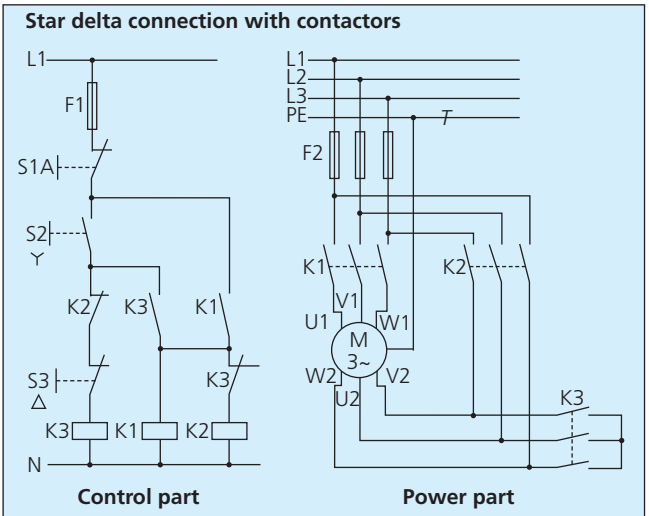 Star delta connection with contactors
L1
F1
S1A
S2
Y
K2 K3 K1
S3
Δ
K3
K3 K1 K2
N
Control part
L1
L2
L3
PE
T
F2
K1
K2
V1
U1 W1
M
3~
W2 V2
U2
K3
Power part